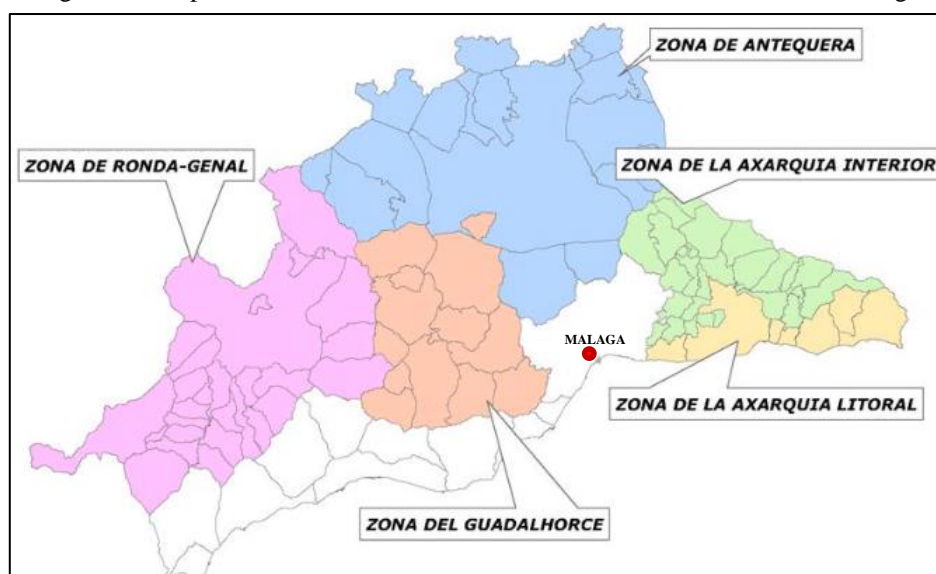 ZONA DE ANTEQUERA
ZONA DE RONDA-GENAL
ZONA DE LA AXARQUIA INTERIOR
MALAGA
ZONA DE LA AXARQUIA LITORAL
ZONA DEL GUADALHORCE